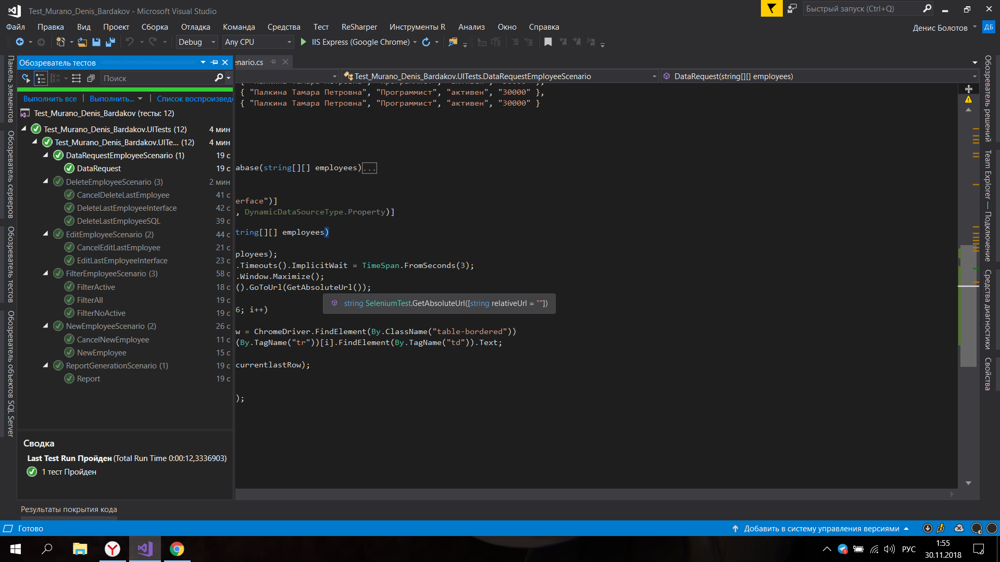 Test_Murano_Denis_Bardakov - Microsoft Visual Studio
Быстрый запуск (Ctrl+Q)
Файл Правка Вид Проект Сборка Отладка Команда Средства Тест ReSharper Инструменты R Анализ Окно Справка
Денис Болотов ДБ
Debug Any CPU IIS Express (Google Chrome)
Панель элементов
Обозреватель серверов
Обозреватель тестов
Обозреватель объектов SQL Server
Обозреватель тестов
Поиск
Выполнить все | Выполнить... | Список воспроизведе
Test_Murano_Denis_Bardakov (тесты: 12)
Test_Murano_Denis_Bardakov.UITests (12) 4 мин
Test_Murano_Denis_Bardakov.UITe... (12) 4 мин
DataRequestEmployeeScenario (1) 19 с
DataRequest 19 с
DeleteEmployeeScenario (3) 2 мин
CancelDeleteLastEmployee 41 с
DeleteLastEmployeeInterface 42 с
DeleteLastEmployeeSQL 39 с
EditEmployeeScenario (2) 44 с
CancelEditLastEmployee 21 с
EditLastEmployeeInterface 23 с
FilterEmployeeScenario (3) 58 с
FilterActive 18 с
FilterAll 19 с
FilterNoActive 19 с
NewEmployeeScenario (2) 26 с
CancelNewEmployee 11 с
NewEmployee 15 с
ReportGenerationScenario (1) 19 с
Report 19 с
Сводка
Last Test Run Пройден (Total Run Time 0:00:12,3336903)
1 тест Пройден
enario.cs
Test_Murano_Denis_Bardakov.UITests.DataRequestEmployeeScenario
DataRequest(string[][] employees)
{ "Палкина Тамара Петровна", "Программист", "активен", "30000" },
{ "Палкина Тамара Петровна", "Программист", "активен", "30000" }
abase(string[][] employees)...
erface")]
, DynamicDataSourceType.Property)]
tring[][] employees)
ployees);
.Timeouts().ImplicitWait = TimeSpan.FromSeconds(3);
.Window.Maximize();
().GoToUrl(GetAbsoluteUrl());
string SeleniumTest.GetAbsoluteUrl([string relativeUrl = ""])
6; i++)
w = ChromeDriver.FindElement(By.ClassName("table-bordered"))
(By.TagName("tr"))[i].FindElement(By.TagName("td")).Text;
currentlastRow);
);
Обозреватель решений
Team Explorer — Подключение
Средства диагностики
Свойства
Результаты покрытия кода
Готово
Добавить в систему управления версиями
РУС
1:55
30.11.2018